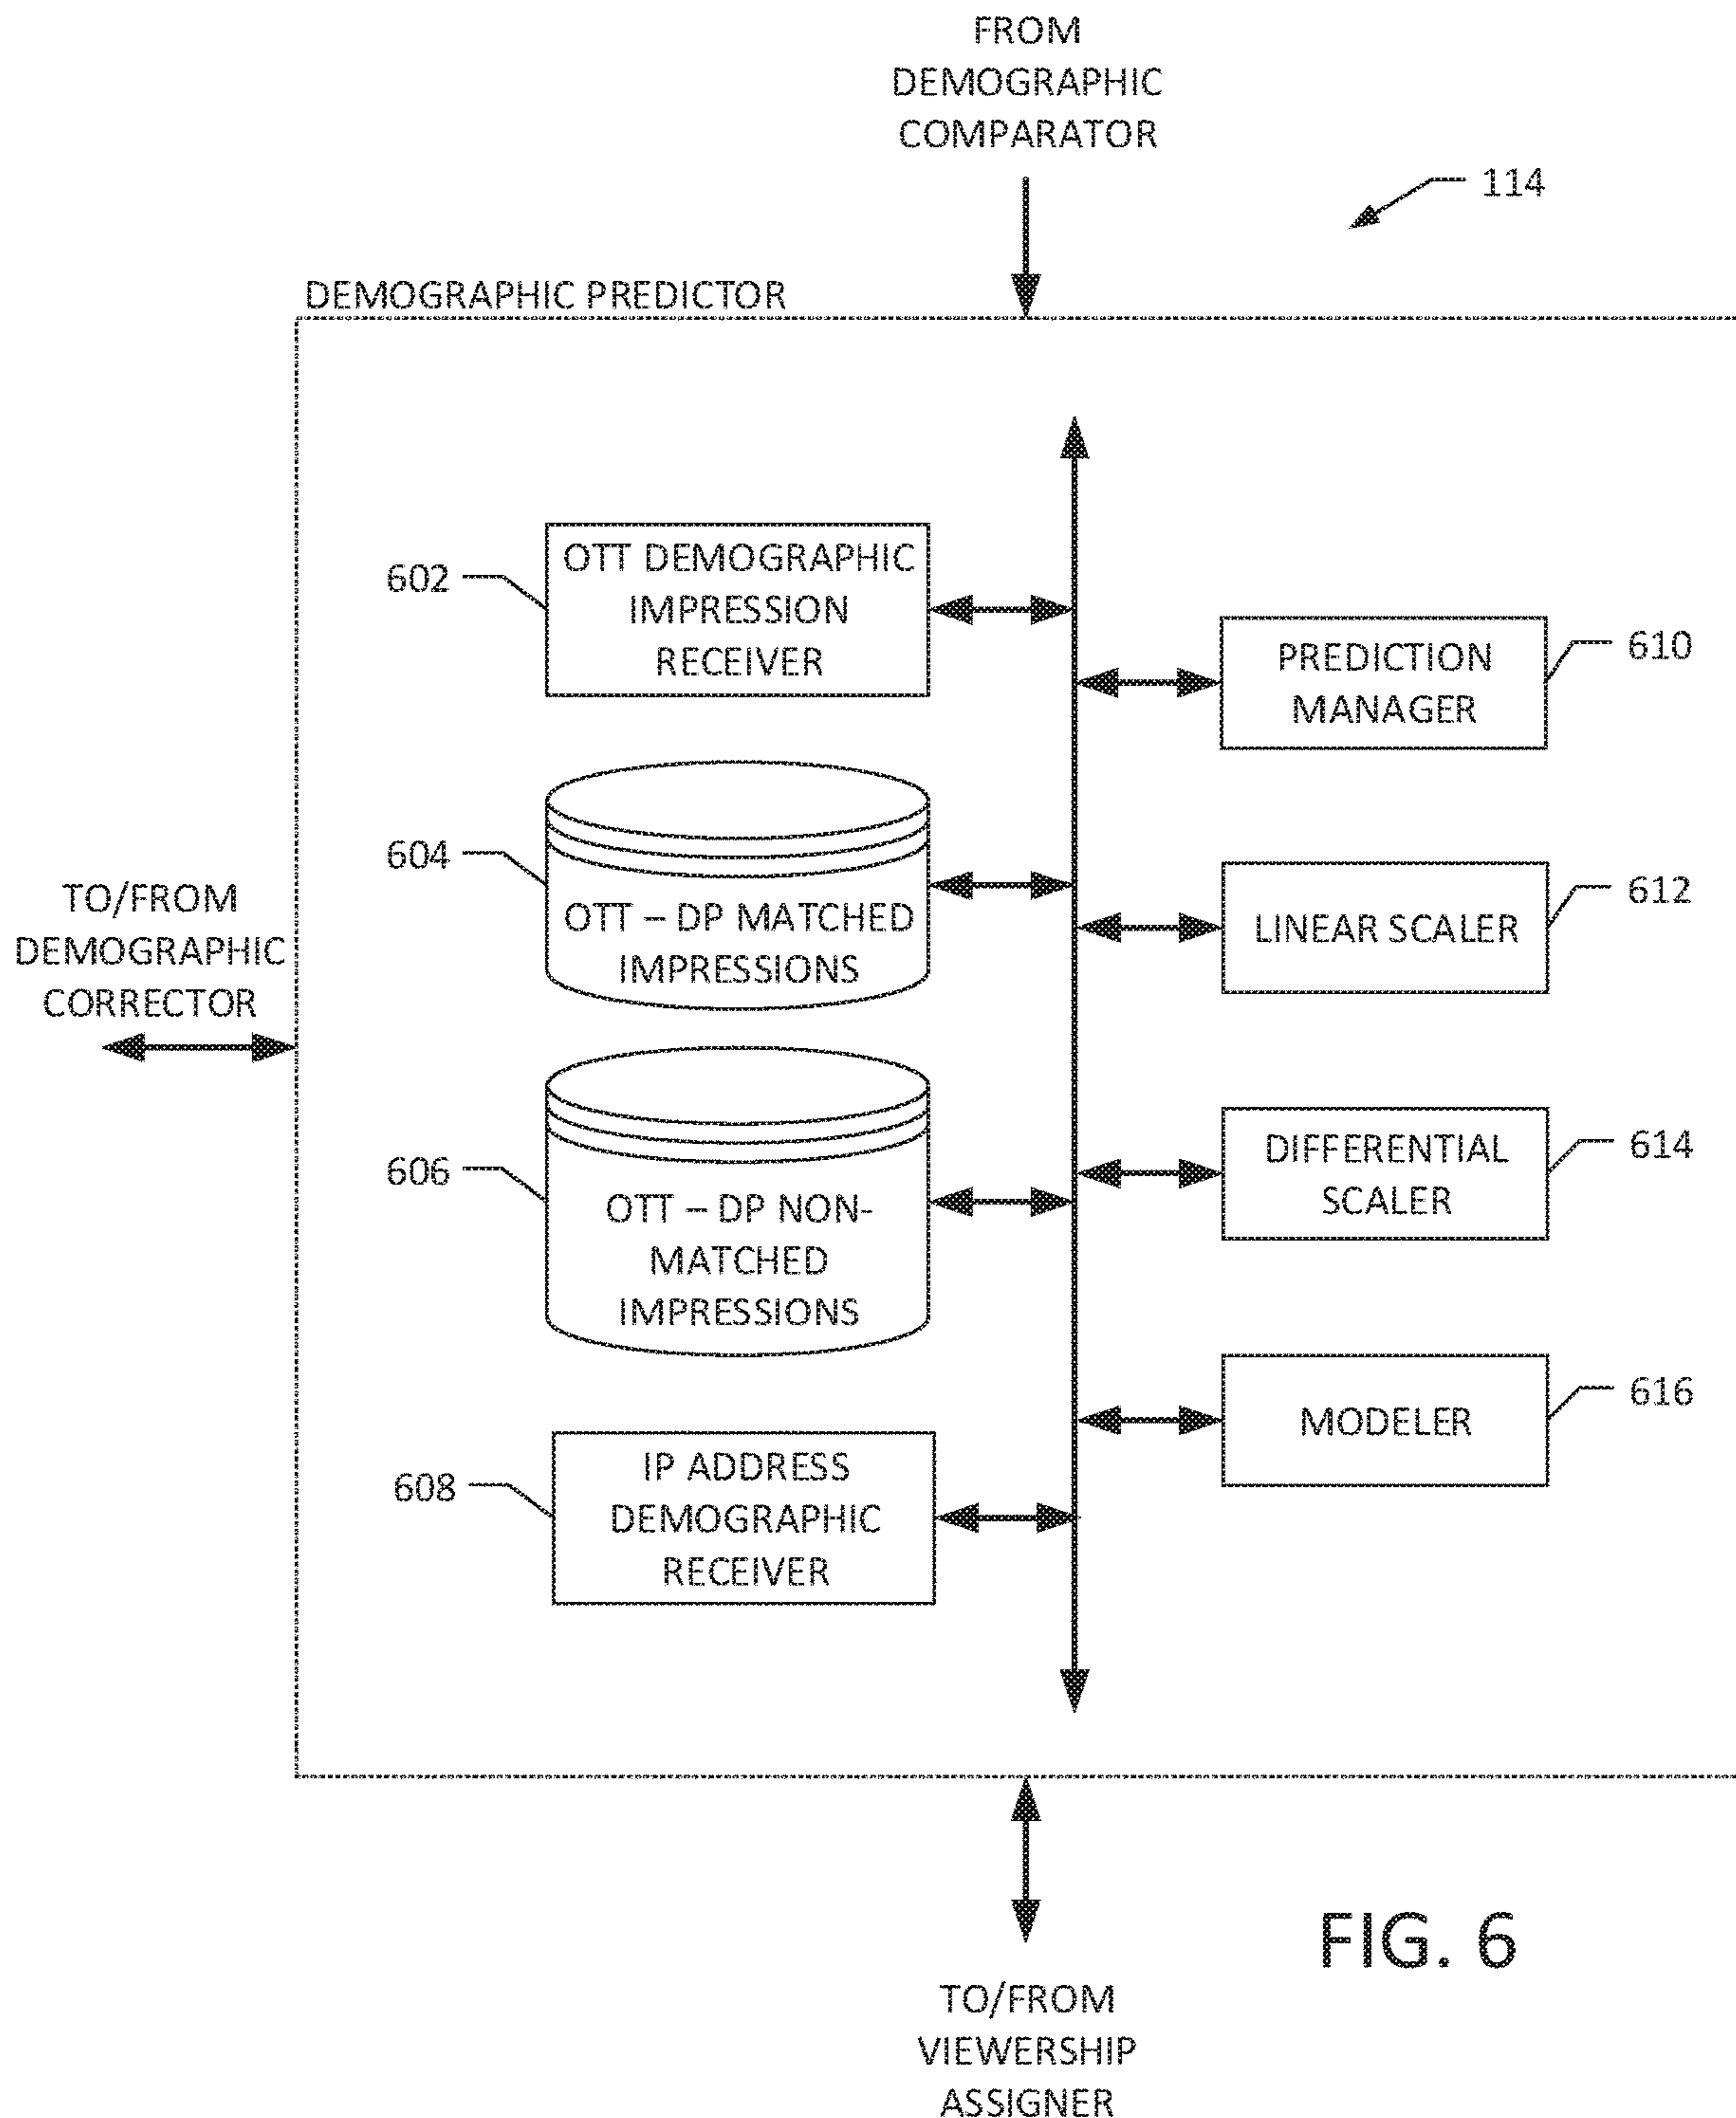 FROM
DEMOGRAPHIC
COMPARATOR
114
DEMOGRAPHIC PREDICTOR
602
OTT DEMOGRAPHIC
IMPRESSION
RECEIVER
610
PREDICTION
MANAGER
604
OTT – DP MATCHED
IMPRESSIONS
612
LINEAR SCALER
TO/FROM
DEMOGRAPHIC
CORRECTOR
606
OTT – DP NON-
MATCHED
IMPRESSIONS
614
DIFFERENTIAL
SCALER
616
MODELER
608
IP ADDRESS
DEMOGRAPHIC
RECEIVER
FIG. 6
TO/FROM
VIEWERSHIP
ASSIGNER